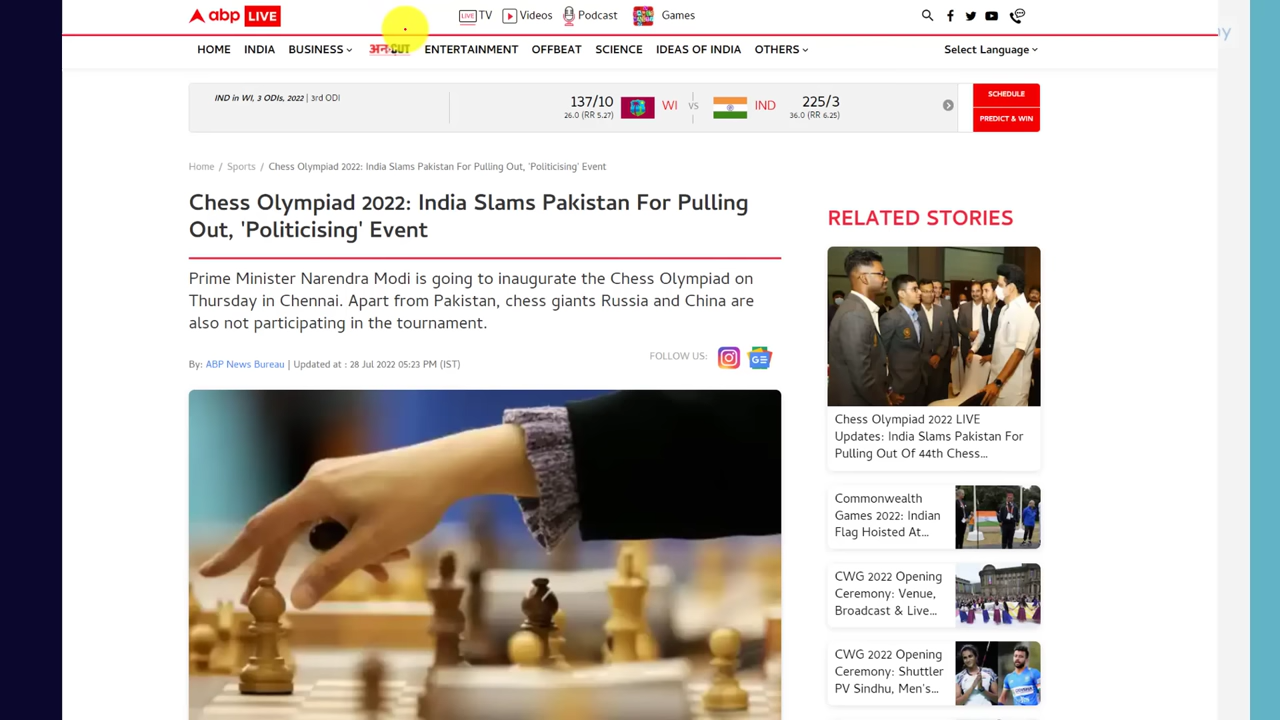 abp LIVE
LIVE TV Videos Podcast Games
HOME INDIA BUSINESS ENTERTAINMENT OFFBEAT SCIENCE IDEAS OF INDIA OTHERS Select Language
IND in WI, 3 ODIs, 2022 | 3rd ODI
137/10 WI VS IND 225/3
26.0 (RR 5.27) 36.0 (RR 6.25)
SCHEDULE
PREDICT & WIN
Home / Sports / Chess Olympiad 2022: India Slams Pakistan For Pulling Out, 'Politicising' Event
Chess Olympiad 2022: India Slams Pakistan For Pulling
Out, 'Politicising' Event
Prime Minister Narendra Modi is going to inaugurate the Chess Olympiad on
Thursday in Chennai. Apart from Pakistan, chess giants Russia and China are
also not participating in the tournament.
By: ABP News Bureau | Updated at : 28 Jul 2022 05:23 PM (IST)
FOLLOW US:
GE
RELATED STORIES
Chess Olympiad 2022 LIVE
Updates: India Slams Pakistan For
Pulling Out Of 44th Chess...
Commonwealth
Games 2022: Indian
Flag Hoisted At...
CWG 2022 Opening
Ceremony: Venue,
Broadcast & Live...
CWG 2022 Opening
Ceremony: Shuttler
PV Sindhu, Men's...